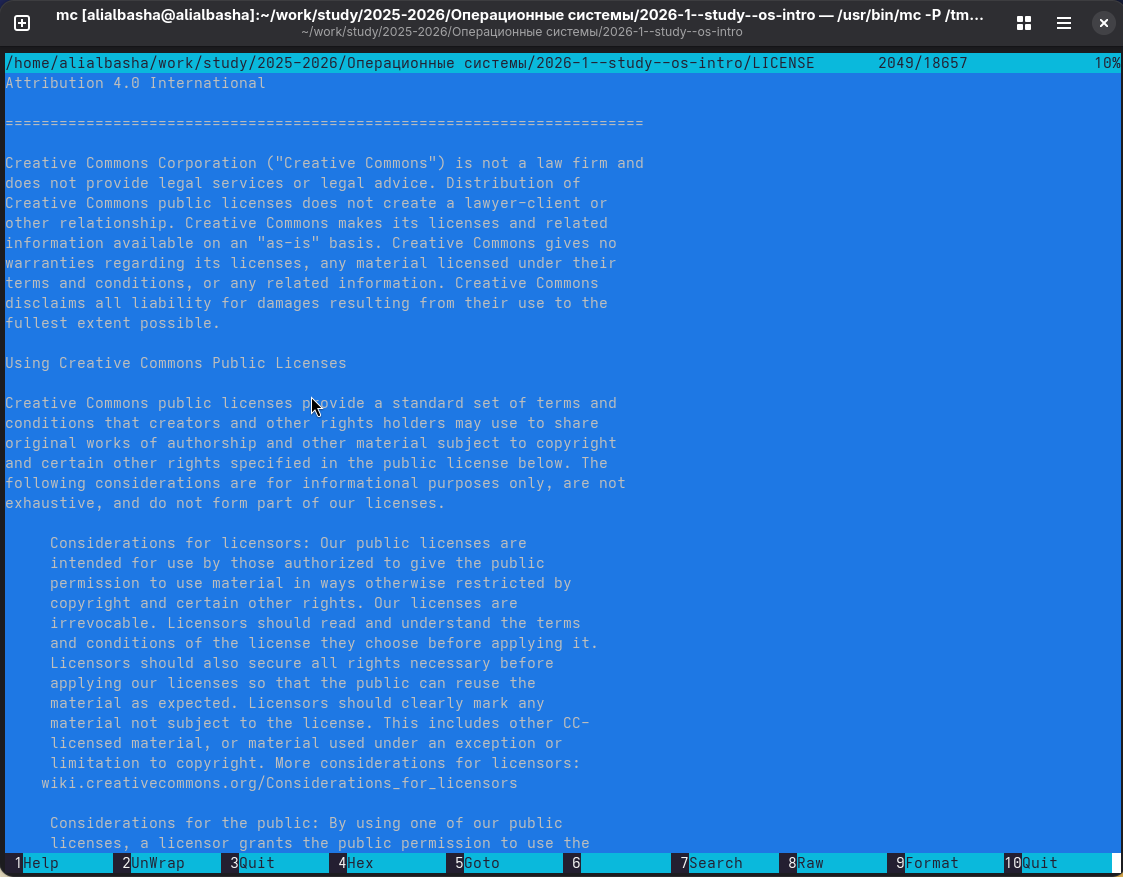 mc [alialbasha@alialbasha]:~/work/study/2025-2026/Операционные системы/2026-1--study--os-intro — /usr/bin/mc -P /tm…
~/work/study/2025-2026/Операционные системы/2026-1--study--os-intro
/home/alialbasha/work/study/2025-2026/Операционные системы/2026-1--study--os-intro/LICENSE 2049/18657 10%
Attribution 4.0 International
=======================================================================
Creative Commons Corporation ("Creative Commons") is not a law firm and
does not provide legal services or legal advice. Distribution of
Creative Commons public licenses does not create a lawyer-client or
other relationship. Creative Commons makes its licenses and related
information available on an "as-is" basis. Creative Commons gives no
warranties regarding its licenses, any material licensed under their
terms and conditions, or any related information. Creative Commons
disclaims all liability for damages resulting from their use to the
fullest extent possible.
Using Creative Commons Public Licenses
Creative Commons public licenses provide a standard set of terms and
conditions that creators and other rights holders may use to share
original works of authorship and other material subject to copyright
and certain other rights specified in the public license below. The
following considerations are for informational purposes only, are not
exhaustive, and do not form part of our licenses.
Considerations for licensors: Our public licenses are
intended for use by those authorized to give the public
permission to use material in ways otherwise restricted by
copyright and certain other rights. Our licenses are
irrevocable. Licensors should read and understand the terms
and conditions of the license they choose before applying it.
Licensors should also secure all rights necessary before
applying our licenses so that the public can reuse the
material as expected. Licensors should clearly mark any
material not subject to the license. This includes other CC-
licensed material, or material used under an exception or
limitation to copyright. More considerations for licensors:
wiki.creativecommons.org/Considerations_for_licensors
Considerations for the public: By using one of our public
licenses, a licensor grants the public permission to use the
1Help 2UnWrap 3Quit 4Hex 5Goto 6 7Search 8Raw 9Format 10Quit